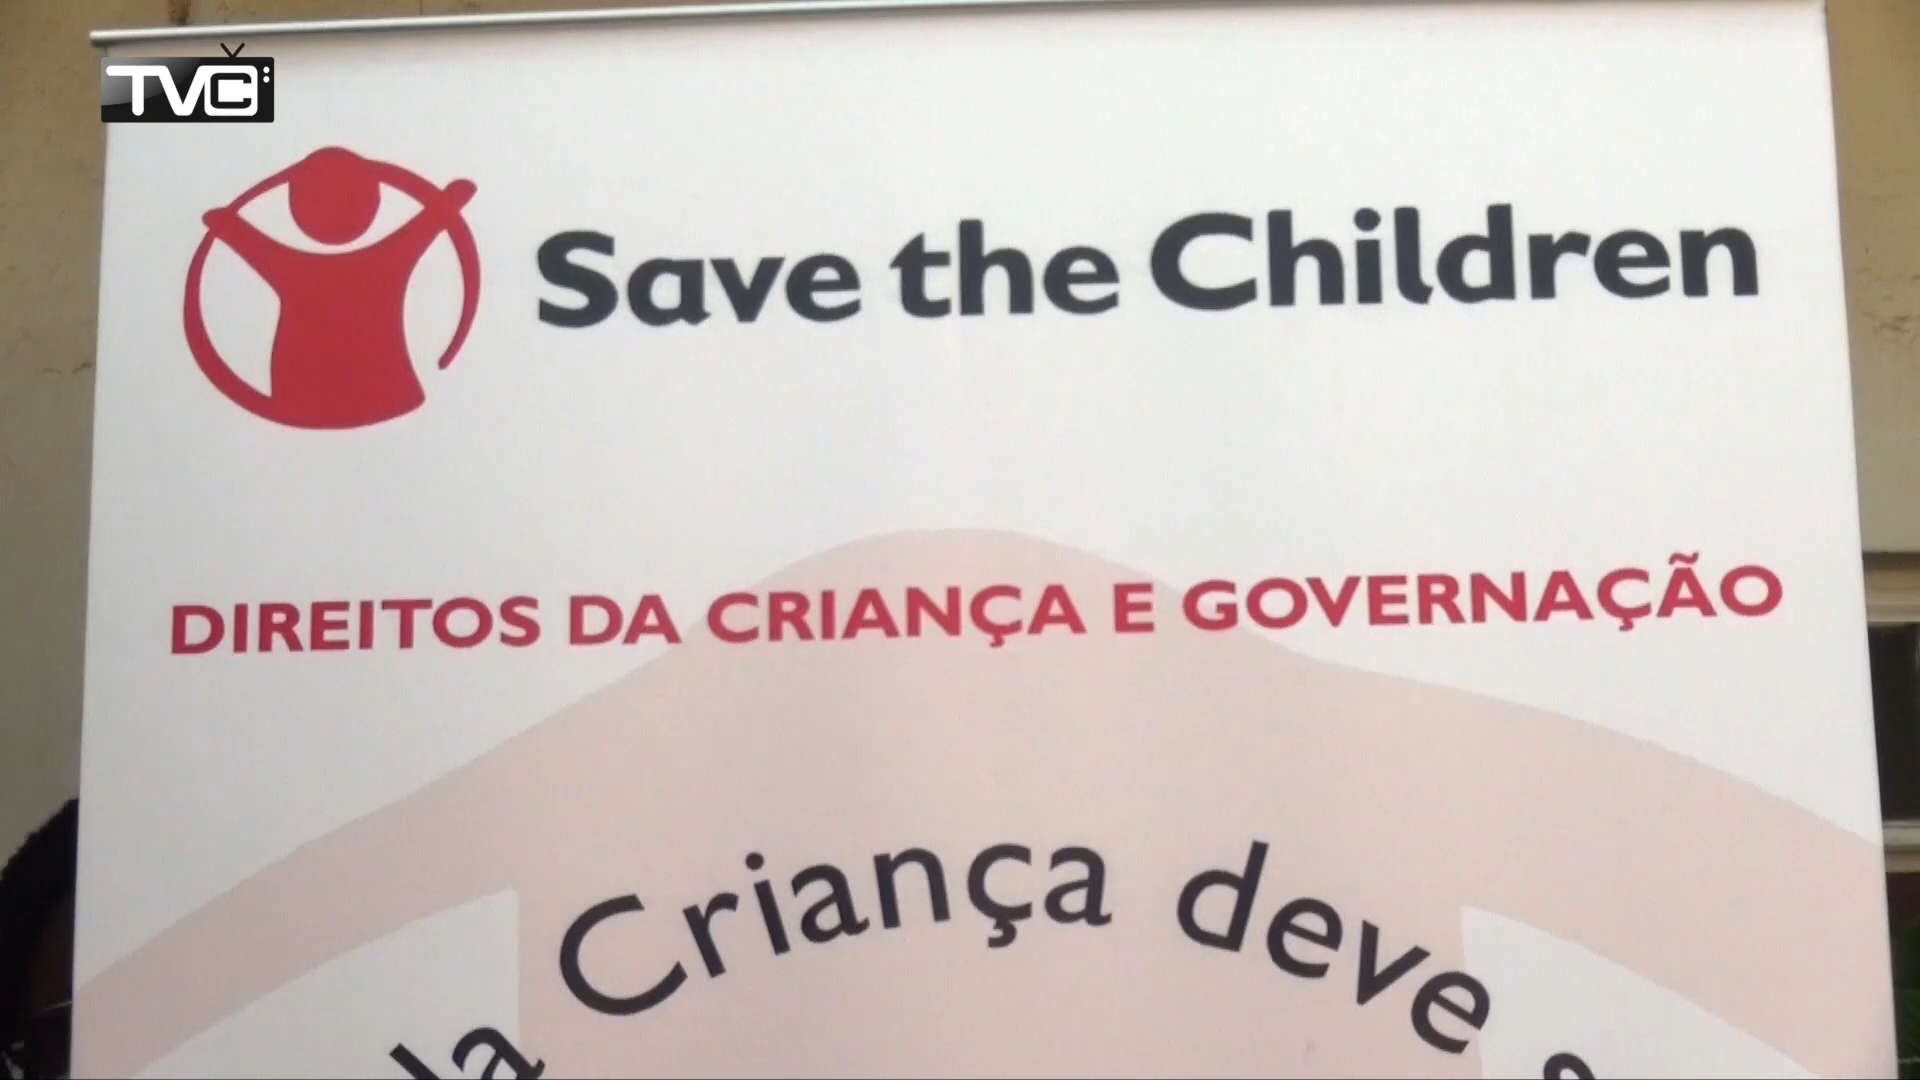 TVC
Save the Children
DIREITOS DA CRIANÇA E GOVERNAÇÃO
Criança deve